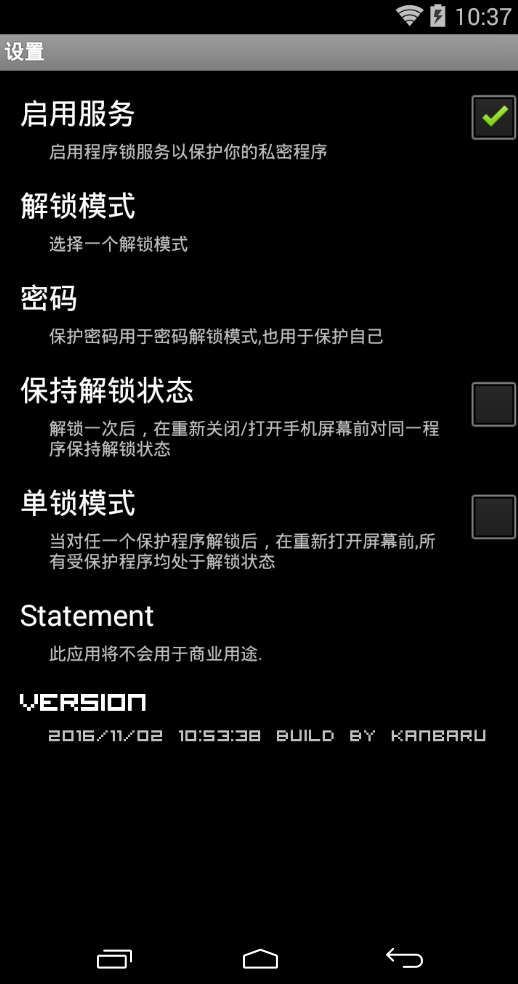 10:37
设置
启用服务
启用程序锁服务以保护你的私密程序
解锁模式
选择一个解锁模式
密码
保护密码用于密码解锁模式,也用于保护自己
保持解锁状态
解锁一次后，在重新关闭/打开手机屏幕前对同一程
序保持解锁状态
单锁模式
当对任一个保护程序解锁后，在重新打开屏幕前,所
有受保护程序均处于解锁状态
Statement
此应用将不会用于商业用途.
VERSION
2016/11/02 10:53:38 BUILD BY KANBARU